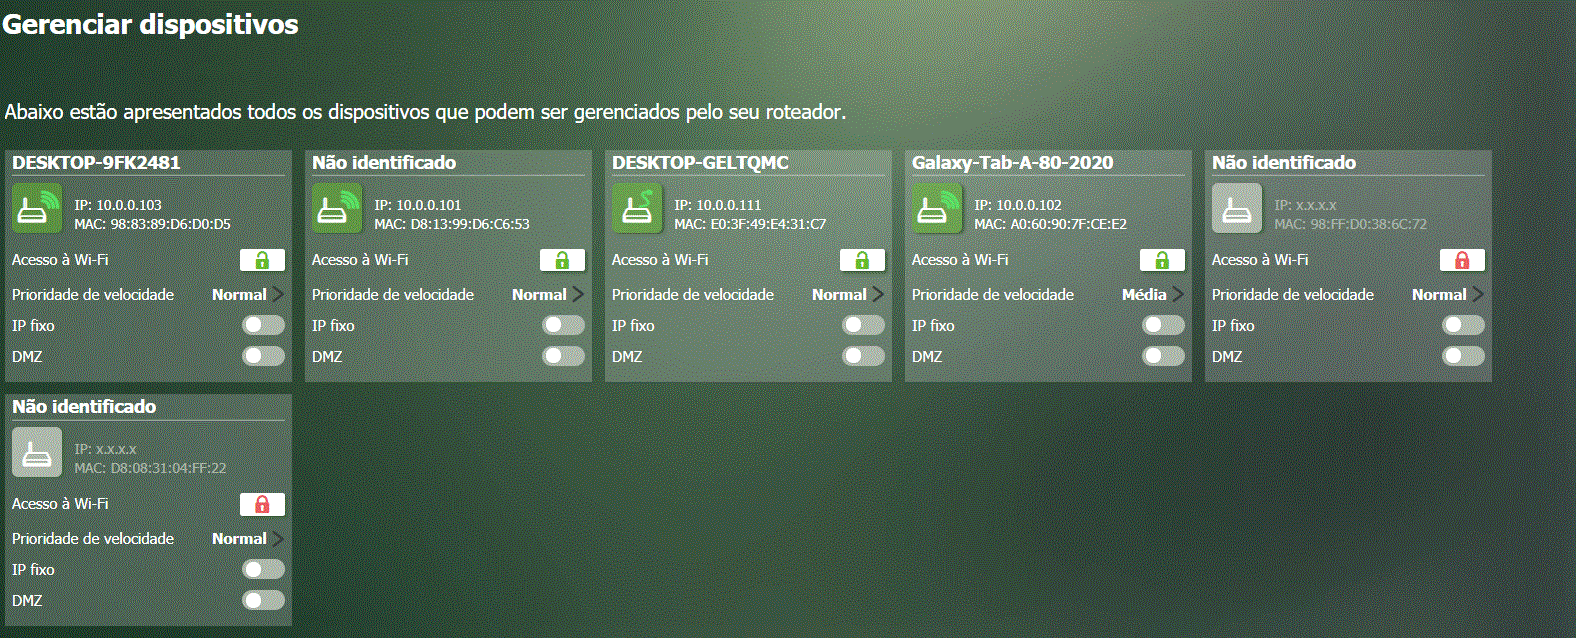 Gerenciar dispositivos
Abaixo estão apresentados todos os dispositivos que podem ser gerenciados pelo seu roteador.
DESKTOP-9FK2481
IP: 10.0.0.103
MAC: 98:83:89:D6:D0:D5
Acesso à Wi-Fi
Prioridade de velocidade Normal
IP fixo
DMZ
Não identificado
IP: 10.0.0.101
MAC: D8:13:99:D6:C6:53
Acesso à Wi-Fi
Prioridade de velocidade Normal
IP fixo
DMZ
DESKTOP-GELTQMC
IP: 10.0.0.111
MAC: E0:3F:49:E4:31:C7
Acesso à Wi-Fi
Prioridade de velocidade Normal
IP fixo
DMZ
Galaxy-Tab-A-80-2020
IP: 10.0.0.102
MAC: A0:60:90:7F:CE:E2
Acesso à Wi-Fi
Prioridade de velocidade Média
IP fixo
DMZ
Não identificado
IP: x.x.x.x
MAC: 98:FF:D0:38:6C:72
Acesso à Wi-Fi
Prioridade de velocidade Normal
IP fixo
DMZ
Não identificado
IP: x.x.x.x
MAC: D8:08:31:04:FF:22
Acesso à Wi-Fi
Prioridade de velocidade Normal
IP fixo
DMZ